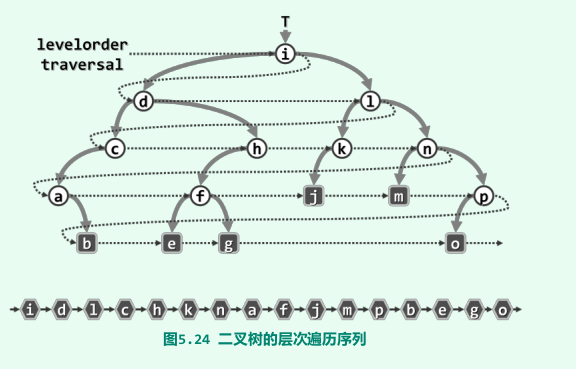 T
levelorder
traversal
i
d l
c h k n
a f j m p
b e g o
i d l c h k n a f j m p b e g o
图5.24 二叉树的层次遍历序列